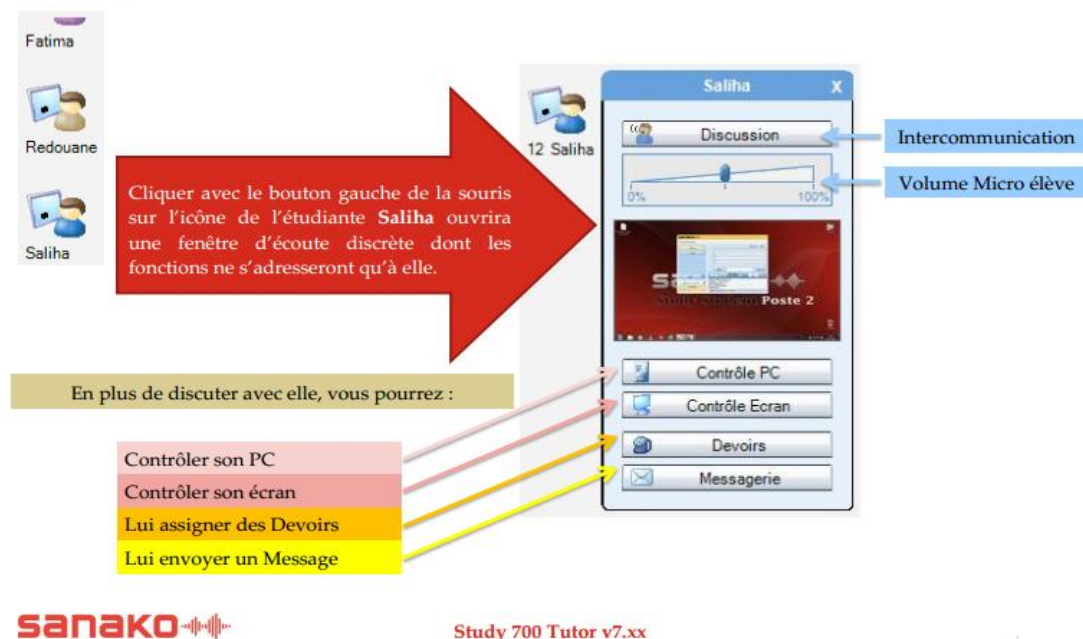 Fatima
Redouane
Saliha
Cliquer avec le bouton gauche de la souris
sur l'icône de l'étudiante Saliha ouvrira
une fenêtre d'écoute discrète dont les
fonctions ne s'adresseront qu'à elle.
12 Saliha
Saliha X
Discussion
0% 100%
Intercommunication
Volume Micro élève
Poste 2
Contrôle PC
Contrôle Ecran
Devoirs
Messagerie
En plus de discuter avec elle, vous pourrez :
Contrôler son PC
Contrôler son écran
Lui assigner des Devoirs
Lui envoyer un Message
sanako
Study 700 Tutor v7.xx